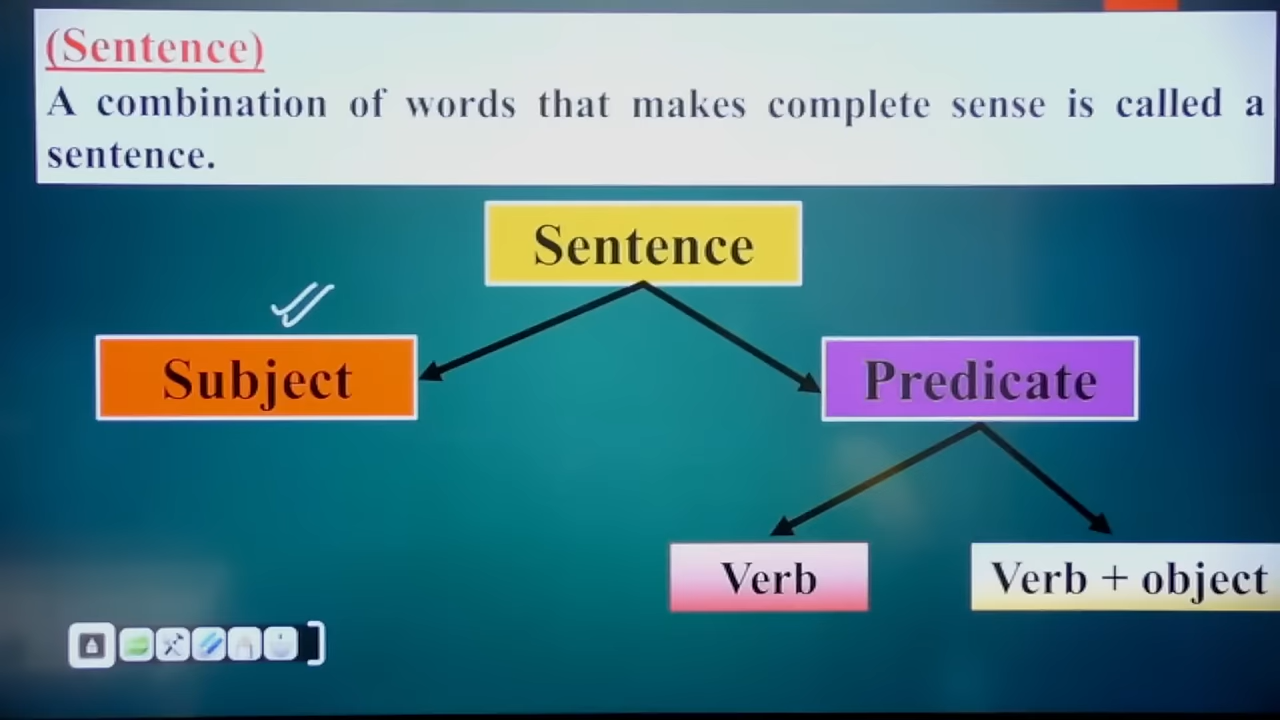 (Sentence)
A combination of words that makes complete sense is called a
sentence.
Sentence
Subject
Predicate
Verb
Verb + object